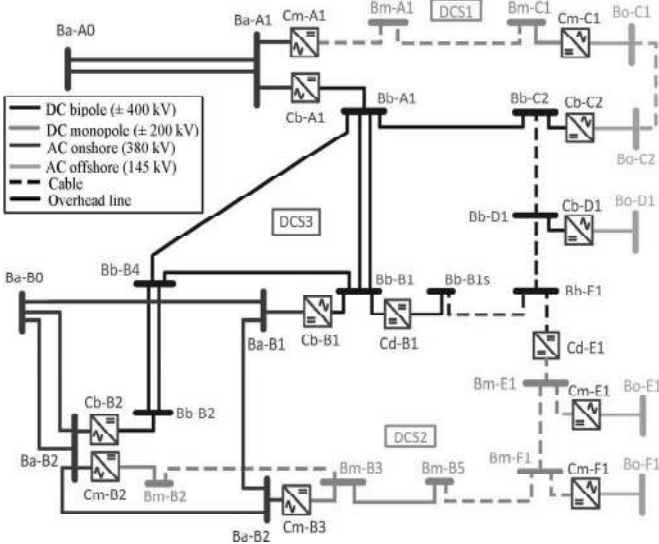 Cm-A1
Bm-A1
DCS1
Bm-C1
Cm-C1
Bo-C1
Ba-A0
Ba-A1
Cb-A1
Bb-A1
Bb-C2
Cb-C2
Bo-C2
DC bipole (± 400 kV)
DC monopole (± 200 kV)
AC onshore (380 kV)
AC offshore (145 kV)
Cable
Overhead line
DCS3
Bb-D1
Cb-D1
Bo-D1
Ba-B0
Bb-B4
Bb-B1
Bb-B1s
Bb-E1
Ba-B1
Cb-B1
Cd-B1
Cd-E1
Cb-B2
Bb-B2
Bm-E1
Cm-E1
Bo-E1
DCS2
Ba-B2
Cm-B2
Bm-B2
Bm-B3
Bm-B5
Bm-F1
Cm-F1
Bo-F1
Ba-B2
Cm-B3